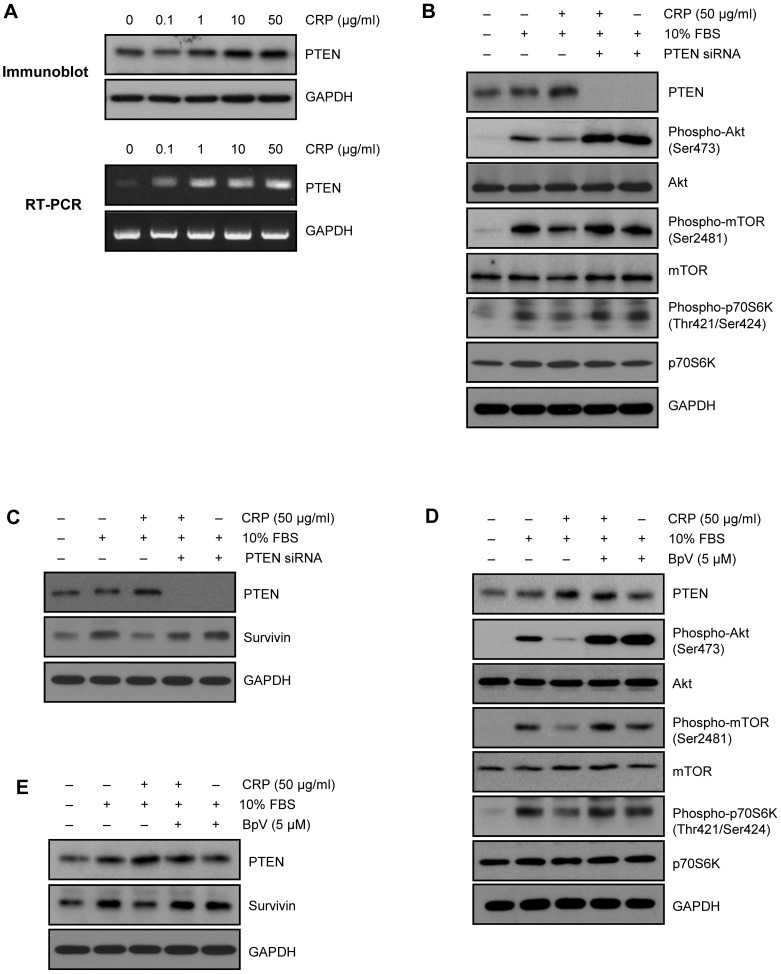 A
0 0.1 1 10 50 CRP (μg/ml)
Immunoblot
PTEN
GAPDH
0 0.1 1 10 50 CRP (μg/ml)
RT-PCR
PTEN
GAPDH
B
– – + + – CRP (50 μg/ml)
– + + + + 10% FBS
– – – + + PTEN siRNA
PTEN
Phospho-Akt
(Ser473)
Akt
Phospho-mTOR
(Ser2481)
mTOR
Phospho-p70S6K
(Thr421/Ser424)
p70S6K
GAPDH
C
– – + + – CRP (50 μg/ml)
– + + + + 10% FBS
– – – + + PTEN siRNA
PTEN
Survivin
GAPDH
D
– – + + – CRP (50 μg/ml)
– + + + + 10% FBS
– – – + + BpV (5 μM)
PTEN
Phospho-Akt
(Ser473)
Akt
Phospho-mTOR
(Ser2481)
mTOR
Phospho-p70S6K
(Thr421/Ser424)
p70S6K
GAPDH
E
– – + + – CRP (50 μg/ml)
– + + + + 10% FBS
– – – + + BpV (5 μM)
PTEN
Survivin
GAPDH